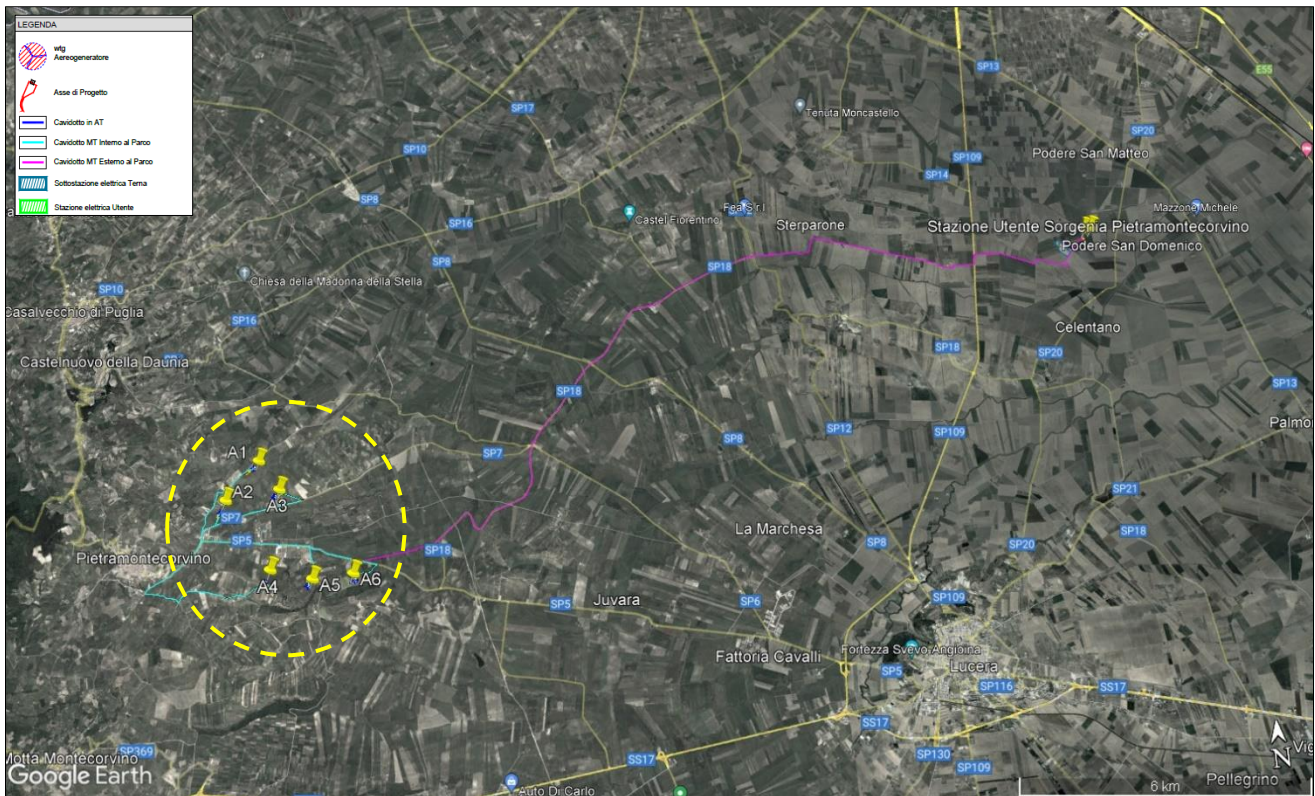 LEGENDA
wtg
Aereogeneratore
Asse di Progetto
Cavidotto in AT
Cavidotto MT Interno al Parco
Cavidotto MT Esterno al Parco
Sottostazione elettrica Terna
Stazione elettrica Utente
SP13
E55
SP17
Tenuta Moncastello
SP20
SP10
SP109
Podere San Matteo
SP14
SP8
Castel Fiorentino
Fea S r.l
Mazzone Michele
SP16
Sterparone
Stazione Utente Sorgenia Pietramontecorvino
Podere San Domenico
SP8
SP18
Chiesa della Madonna della Stella
SP10
Casalvecchio di Puglia
SP16
Celentano
SP18
SP20
Castelnuovo della Daunia
SP13
SP18
Palmo
SP12
SP109
SP8
A1
SP7
A2
A3
SP21
SP7
La Marchesa
SP18
SP5
SP8
SP20
Pietramontecorvino
SP18
A4
A5
A6
SP5
Juvara
SP6
SP109
Fattoria Cavalli
Fortezza Svevo Angioina
SP5
Lucera
SP116
SS17
SS17
SP369
Motta Montecorvino
SS17
SP130
SP109
N
Google Earth
Auto Di Carlo
6 km
Pellegrino